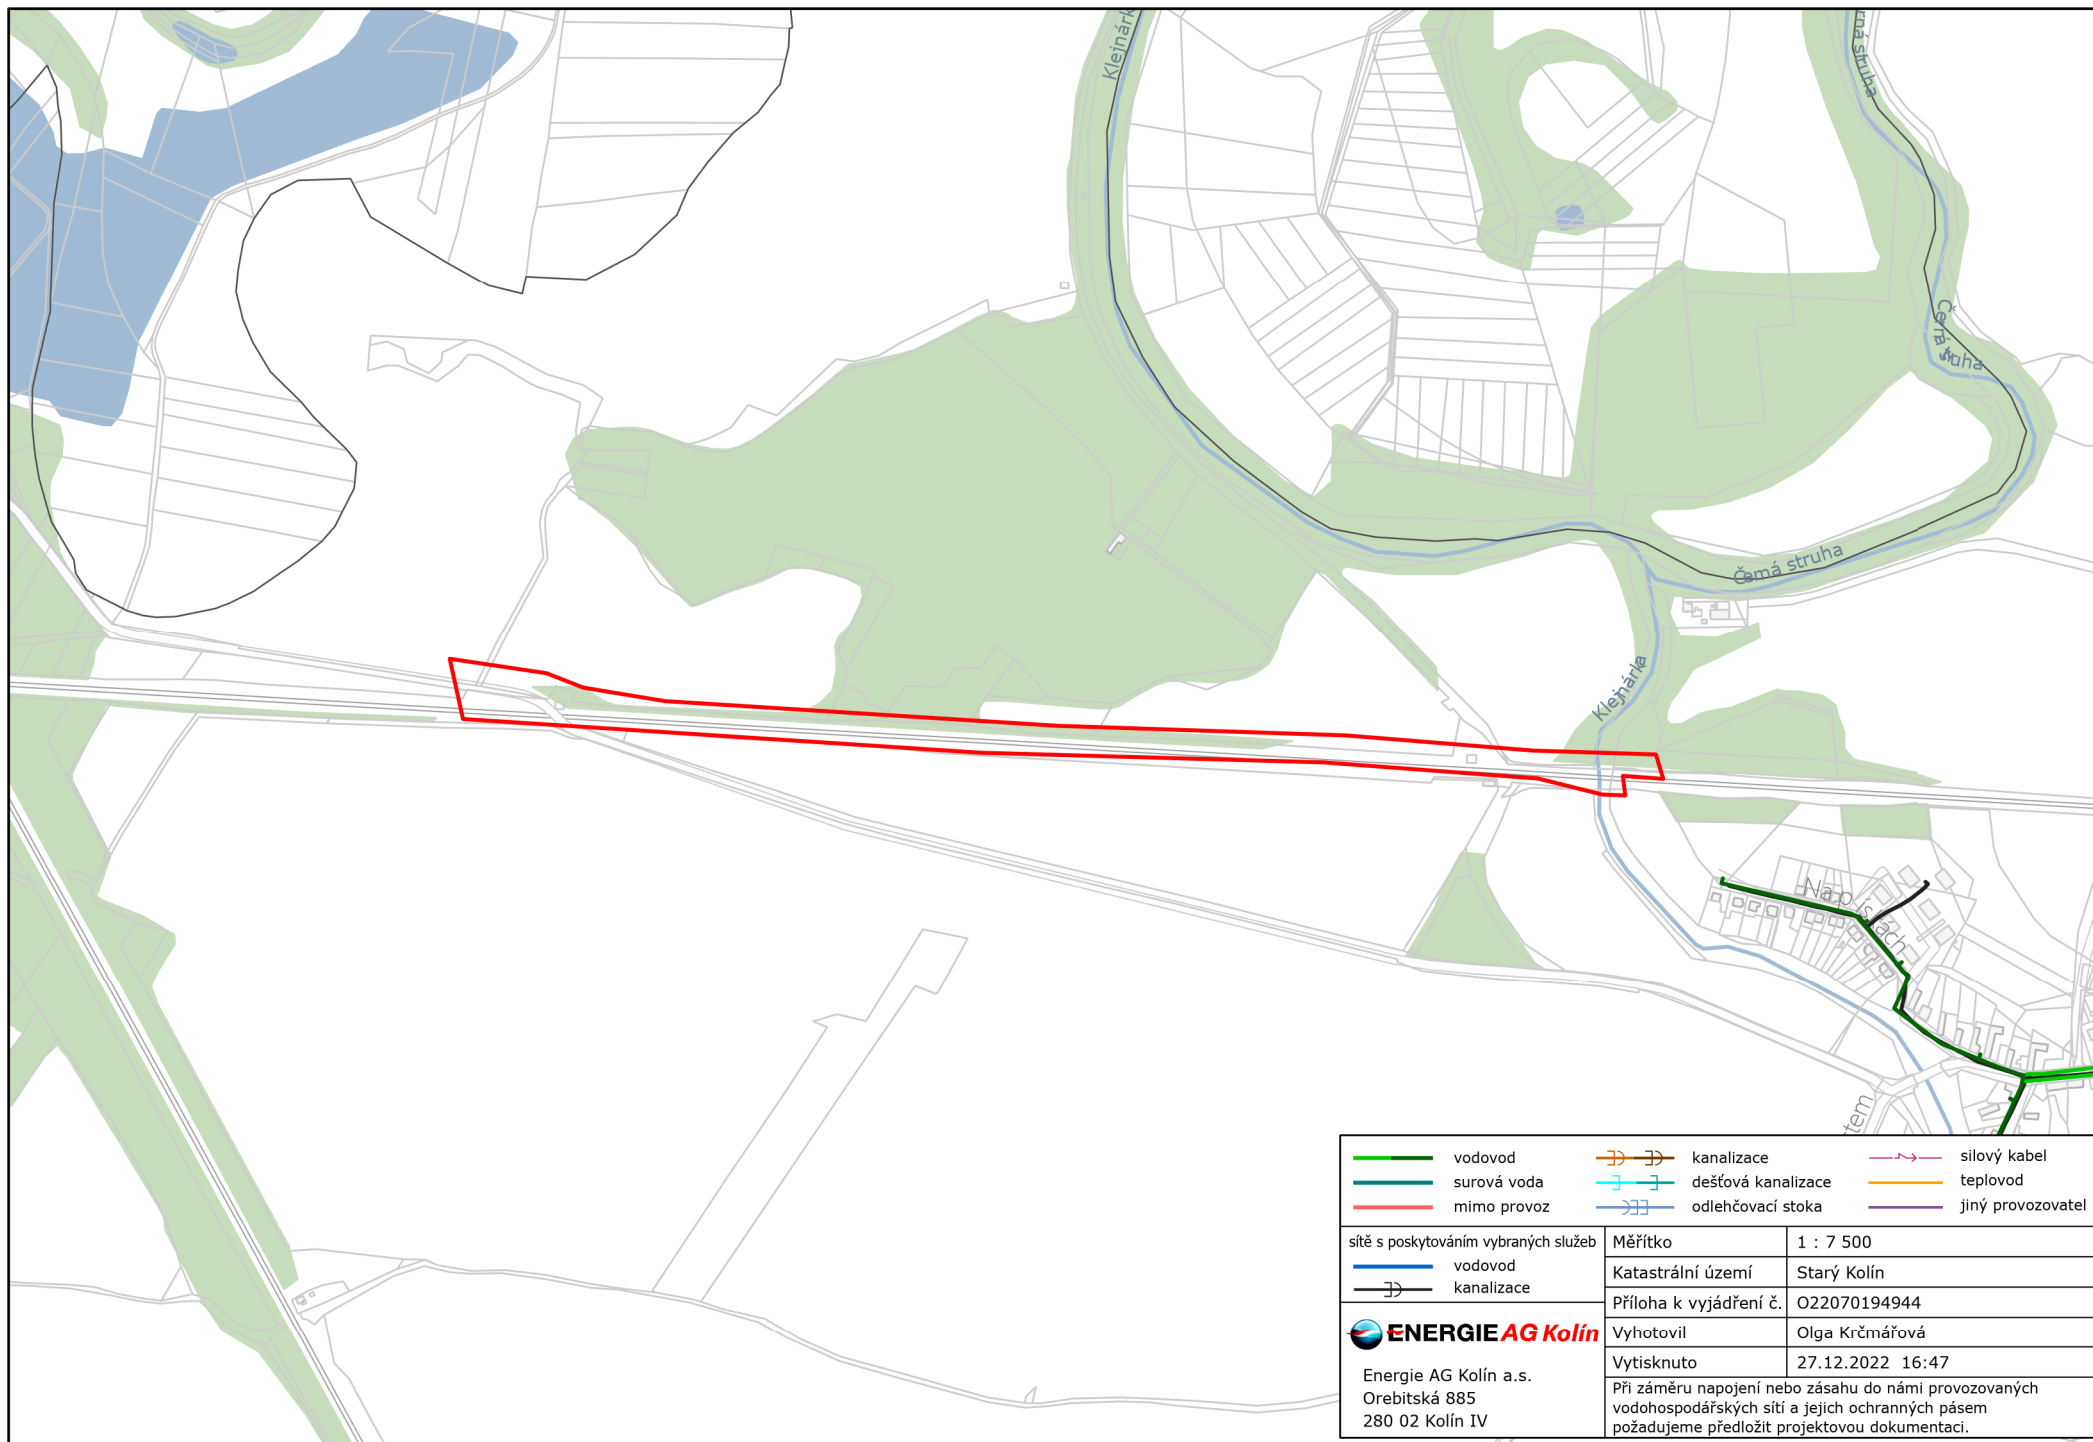 Klejnárka
rná struha
Černá struha
Černá struha
Klejnárka
Na p ís
ách
stem
vodovod
surová voda
mimo provoz
kanalizace
dešťová kanalizace
odlehčovací stoka
silový kabel
teplovod
jiný provozovatel
sítě s poskytováním vybraných služeb
vodovod
kanalizace
Měřítko 1 : 7 500
Katastrální území Starý Kolín
Příloha k vyjádření č. O22070194944
Vyhotovil Olga Krčmářová
Vytisknuto 27.12.2022 16:47
ENERGIE AG Kolín
Energie AG Kolín a.s.
Orebitská 885
280 02 Kolín IV
Při záměru napojení nebo zásahu do námi provozovaných
vodohospodářských sítí a jejich ochranných pásem
požadujeme předložit projektovou dokumentaci.